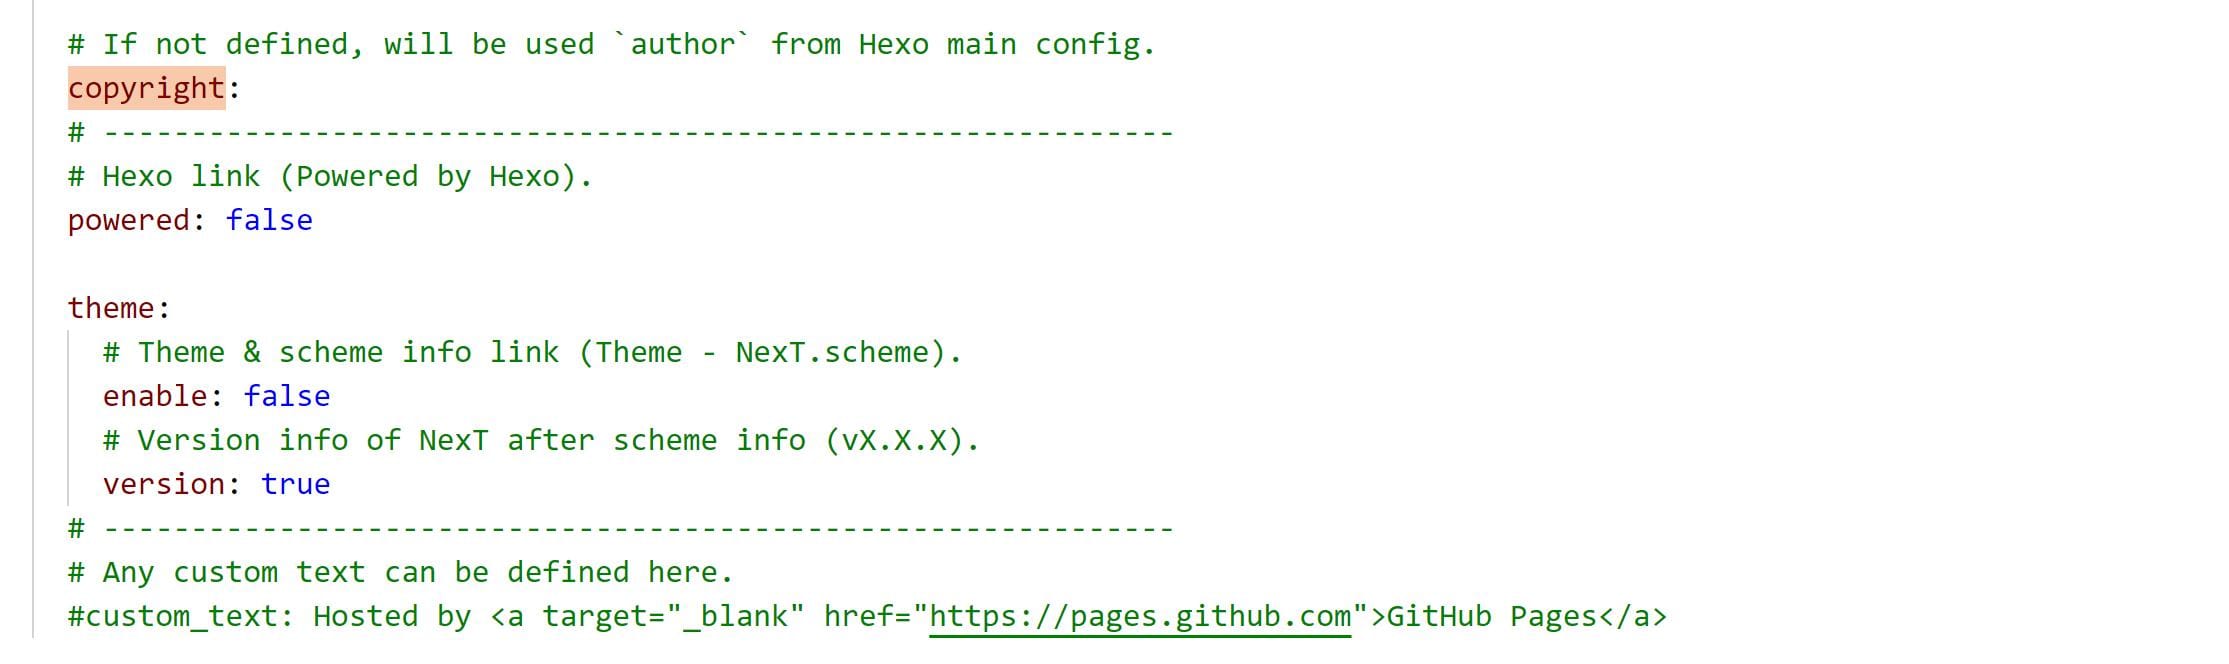 # If not defined, will be used `author` from Hexo main config.
copyright:
# -------------------------------------------------------------
# Hexo link (Powered by Hexo).
powered: false
theme:
# Theme & scheme info link (Theme - NexT.scheme).
enable: false
# Version info of NexT after scheme info (vX.X.X).
version: true
# -------------------------------------------------------------
# Any custom text can be defined here.
#custom_text: Hosted by <a target="_blank" href="https://pages.github.com">GitHub Pages</a>